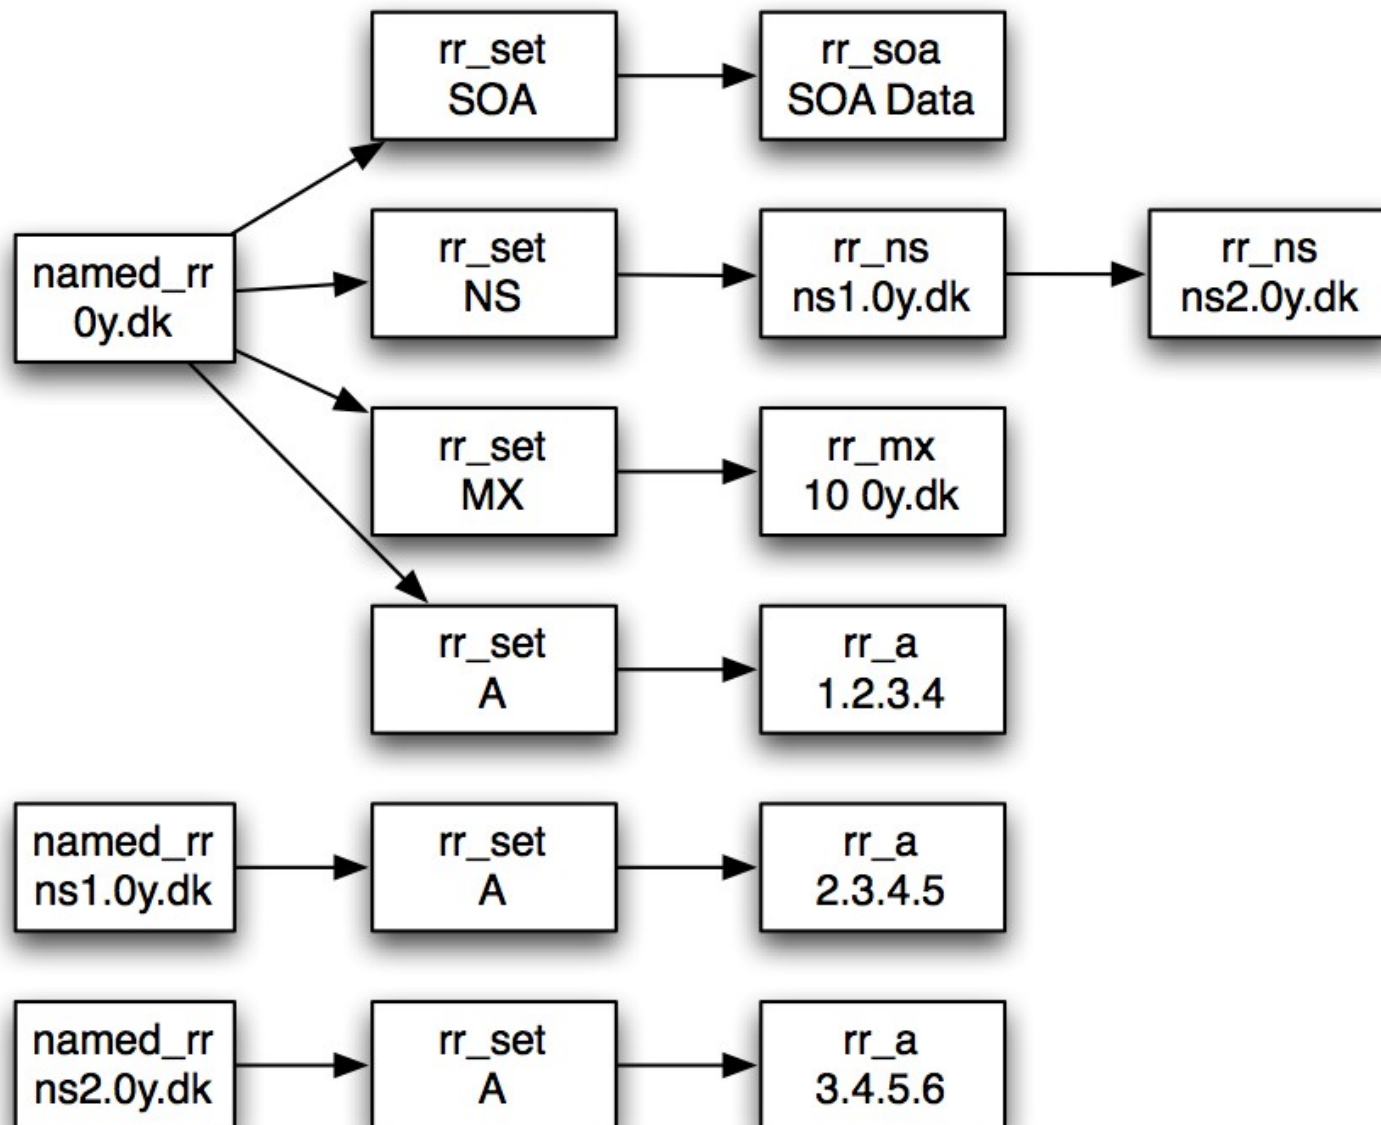 rr_set
SOA
rr_soa
SOA Data
named_rr
0y.dk
rr_set
NS
rr_ns
ns1.0y.dk
rr_ns
ns2.0y.dk
rr_set
MX
rr_mx
10 0y.dk
rr_set
A
rr_a
1.2.3.4
named_rr
ns1.0y.dk
rr_set
A
rr_a
2.3.4.5
named_rr
ns2.0y.dk
rr_set
A
rr_a
3.4.5.6